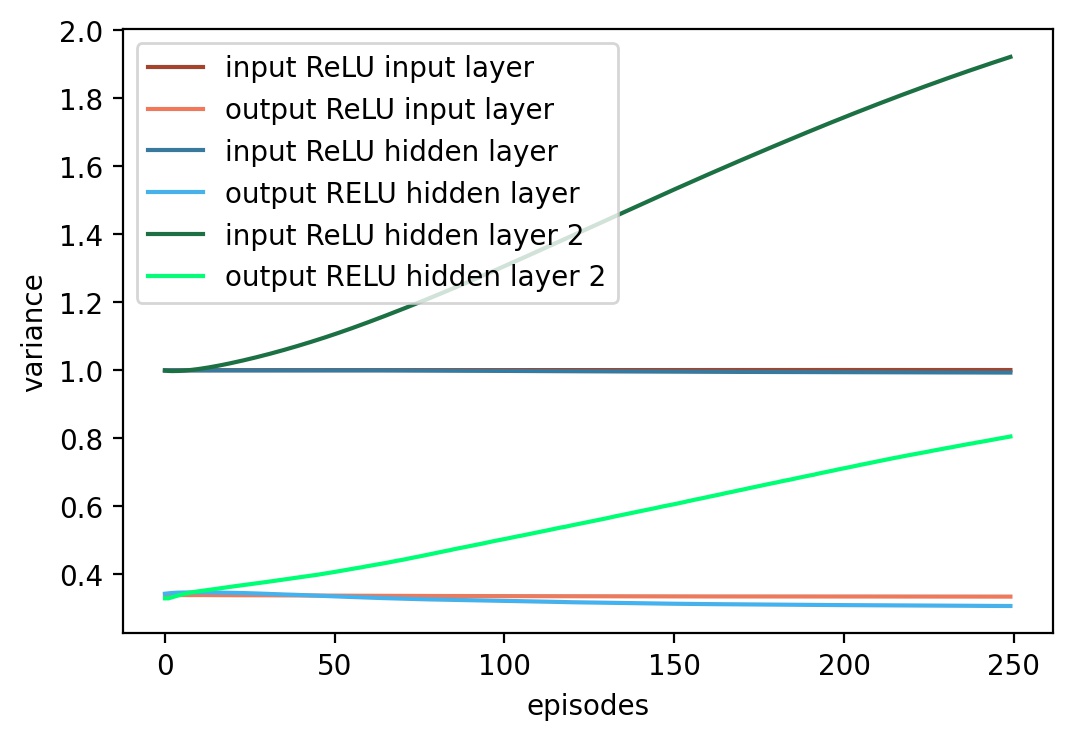 2.0
1.8
1.6
1.4
1.2
1.0
0.8
0.6
0.4
variance
input ReLU input layer
output ReLU input layer
input ReLU hidden layer
output RELU hidden layer
input ReLU hidden layer 2
output RELU hidden layer 2
0 50 100 150 200 250
episodes